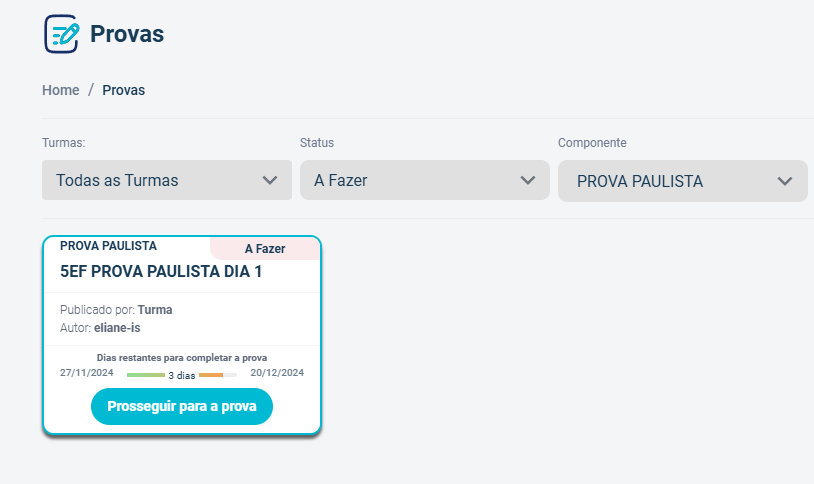 Provas
Home / Provas
Turmas:
Status
Componente
Todas as Turmas
A Fazer
PROVA PAULISTA
PROVA PAULISTA
A Fazer
5EF PROVA PAULISTA DIA 1
Publicado por: Turma
Autor: eliane-is
Dias restantes para completar a prova
27/11/2024 3 dias 20/12/2024
Prosseguir para a prova